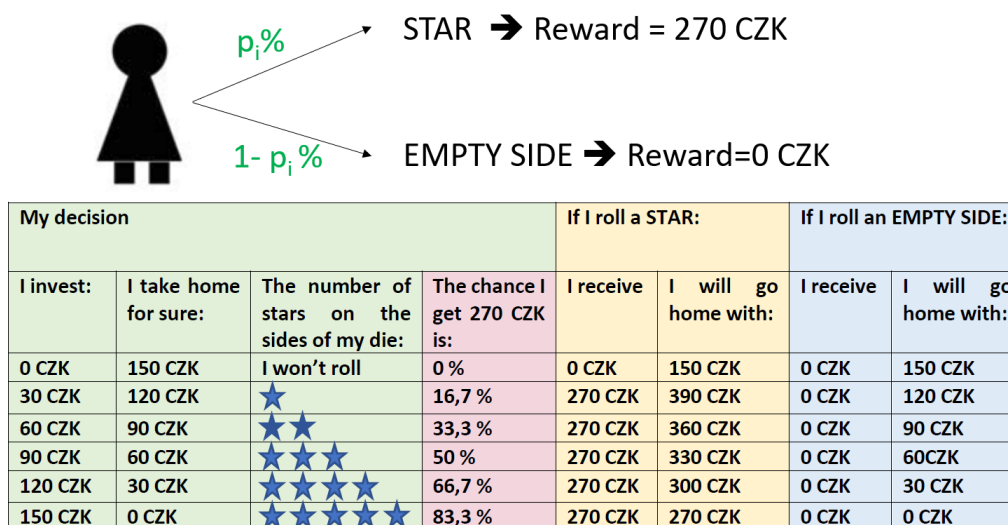 p_i%
STAR ➔ Reward = 270 CZK
1- p_i %
EMPTY SIDE ➔ Reward=0 CZK
My decision | If I roll a STAR: | If I roll an EMPTY SIDE:
I invest: | I take home for sure: | The number of stars on the sides of my die: | The chance I get 270 CZK is: | I receive | I will go home with: | I receive | I will go home with:
0 CZK | 150 CZK | I won't roll | 0 % | 0 CZK | 150 CZK | 0 CZK | 150 CZK
30 CZK | 120 CZK | 16,7 % | 270 CZK | 390 CZK | 0 CZK | 120 CZK
60 CZK | 90 CZK | 33,3 % | 270 CZK | 360 CZK | 0 CZK | 90 CZK
90 CZK | 60 CZK | 50 % | 270 CZK | 330 CZK | 0 CZK | 60CZK
120 CZK | 30 CZK | 66,7 % | 270 CZK | 300 CZK | 0 CZK | 30 CZK
150 CZK | 0 CZK | 83,3 % | 270 CZK | 270 CZK | 0 CZK | 0 CZK